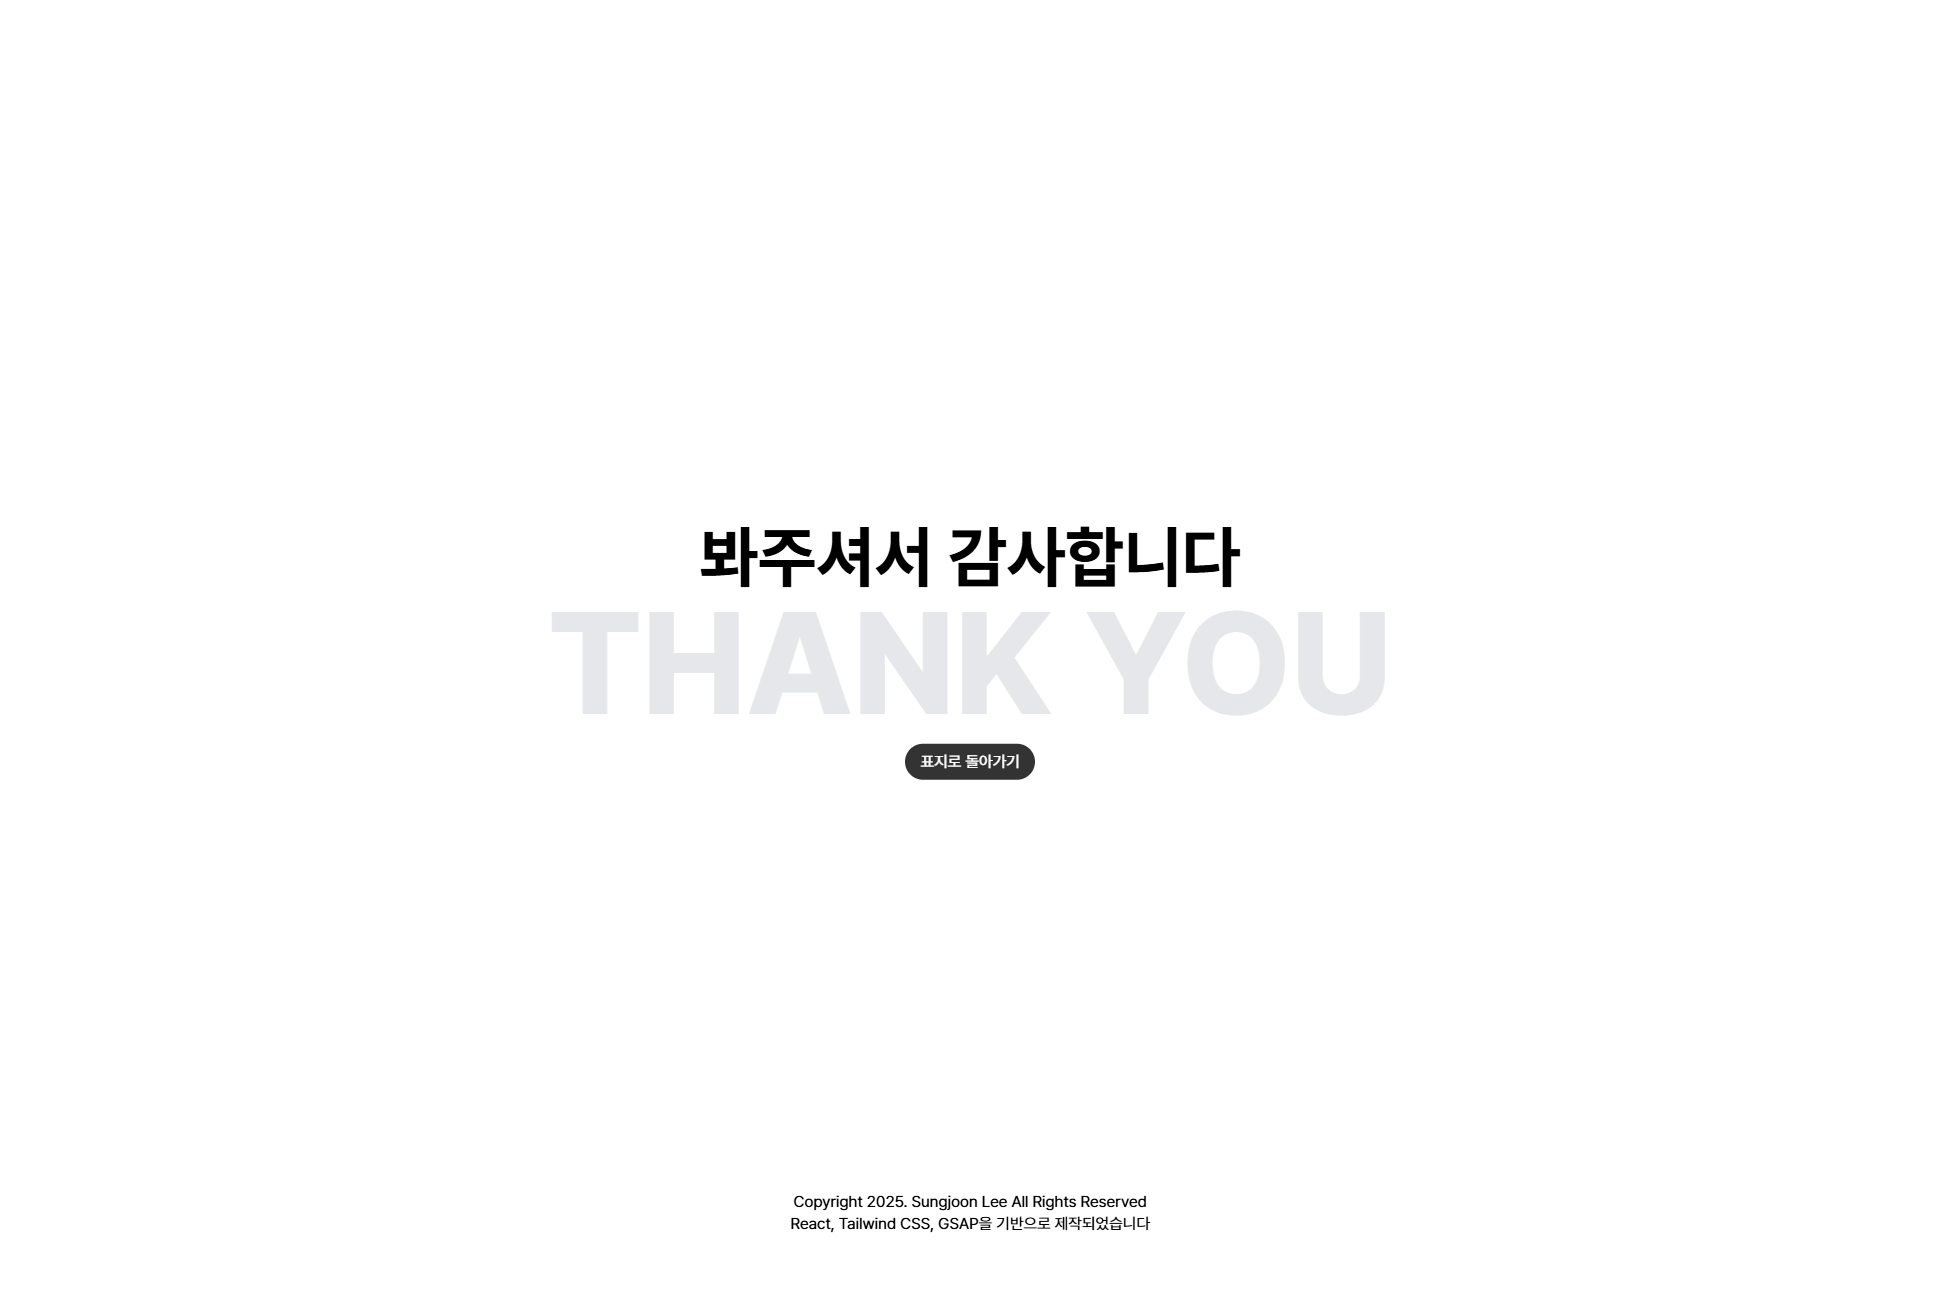 봐주셔서 감사합니다
THANK YOU
표지로 돌아가기
Copyright 2025. Sungjoon Lee All Rights Reserved
React, Tailwind CSS, GSAP을 기반으로 제작되었습니다